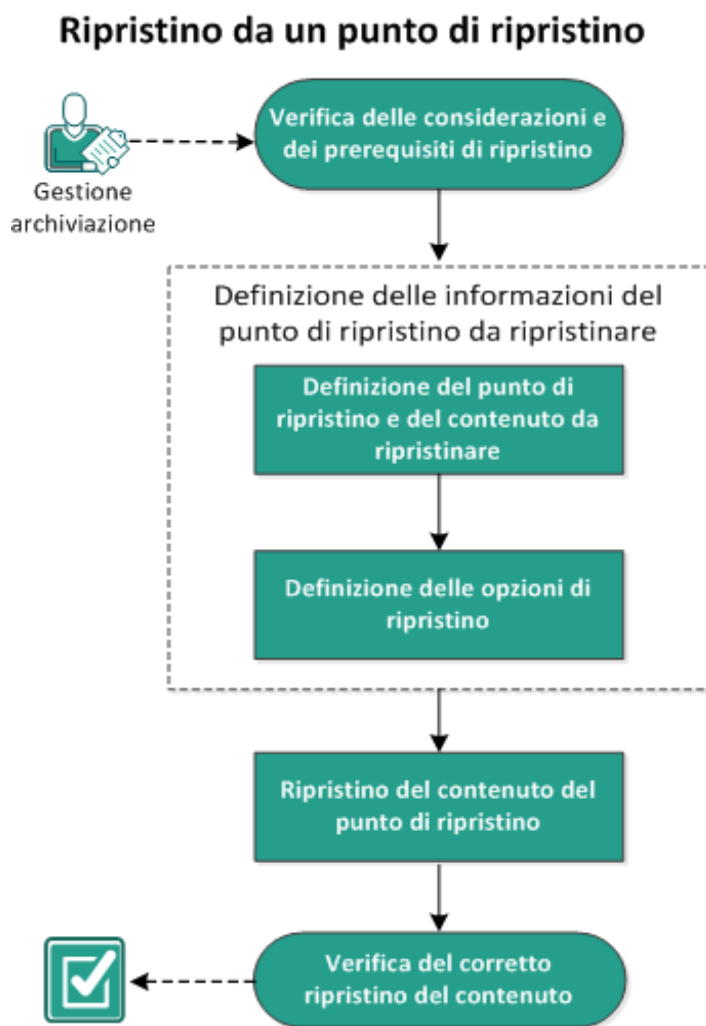 Ripristino da un punto di ripristino
Verifica delle considerazioni e
dei prerequisiti di ripristino
Gestione
archiviazione
Definizione delle informazioni del
punto di ripristino da ripristinare
Definizione del punto di
ripristino e del contenuto da
ripristinare
Definizione delle opzioni di
ripristino
Ripristino del contenuto del
punto di ripristino
Verifica del corretto
ripristino del contenuto